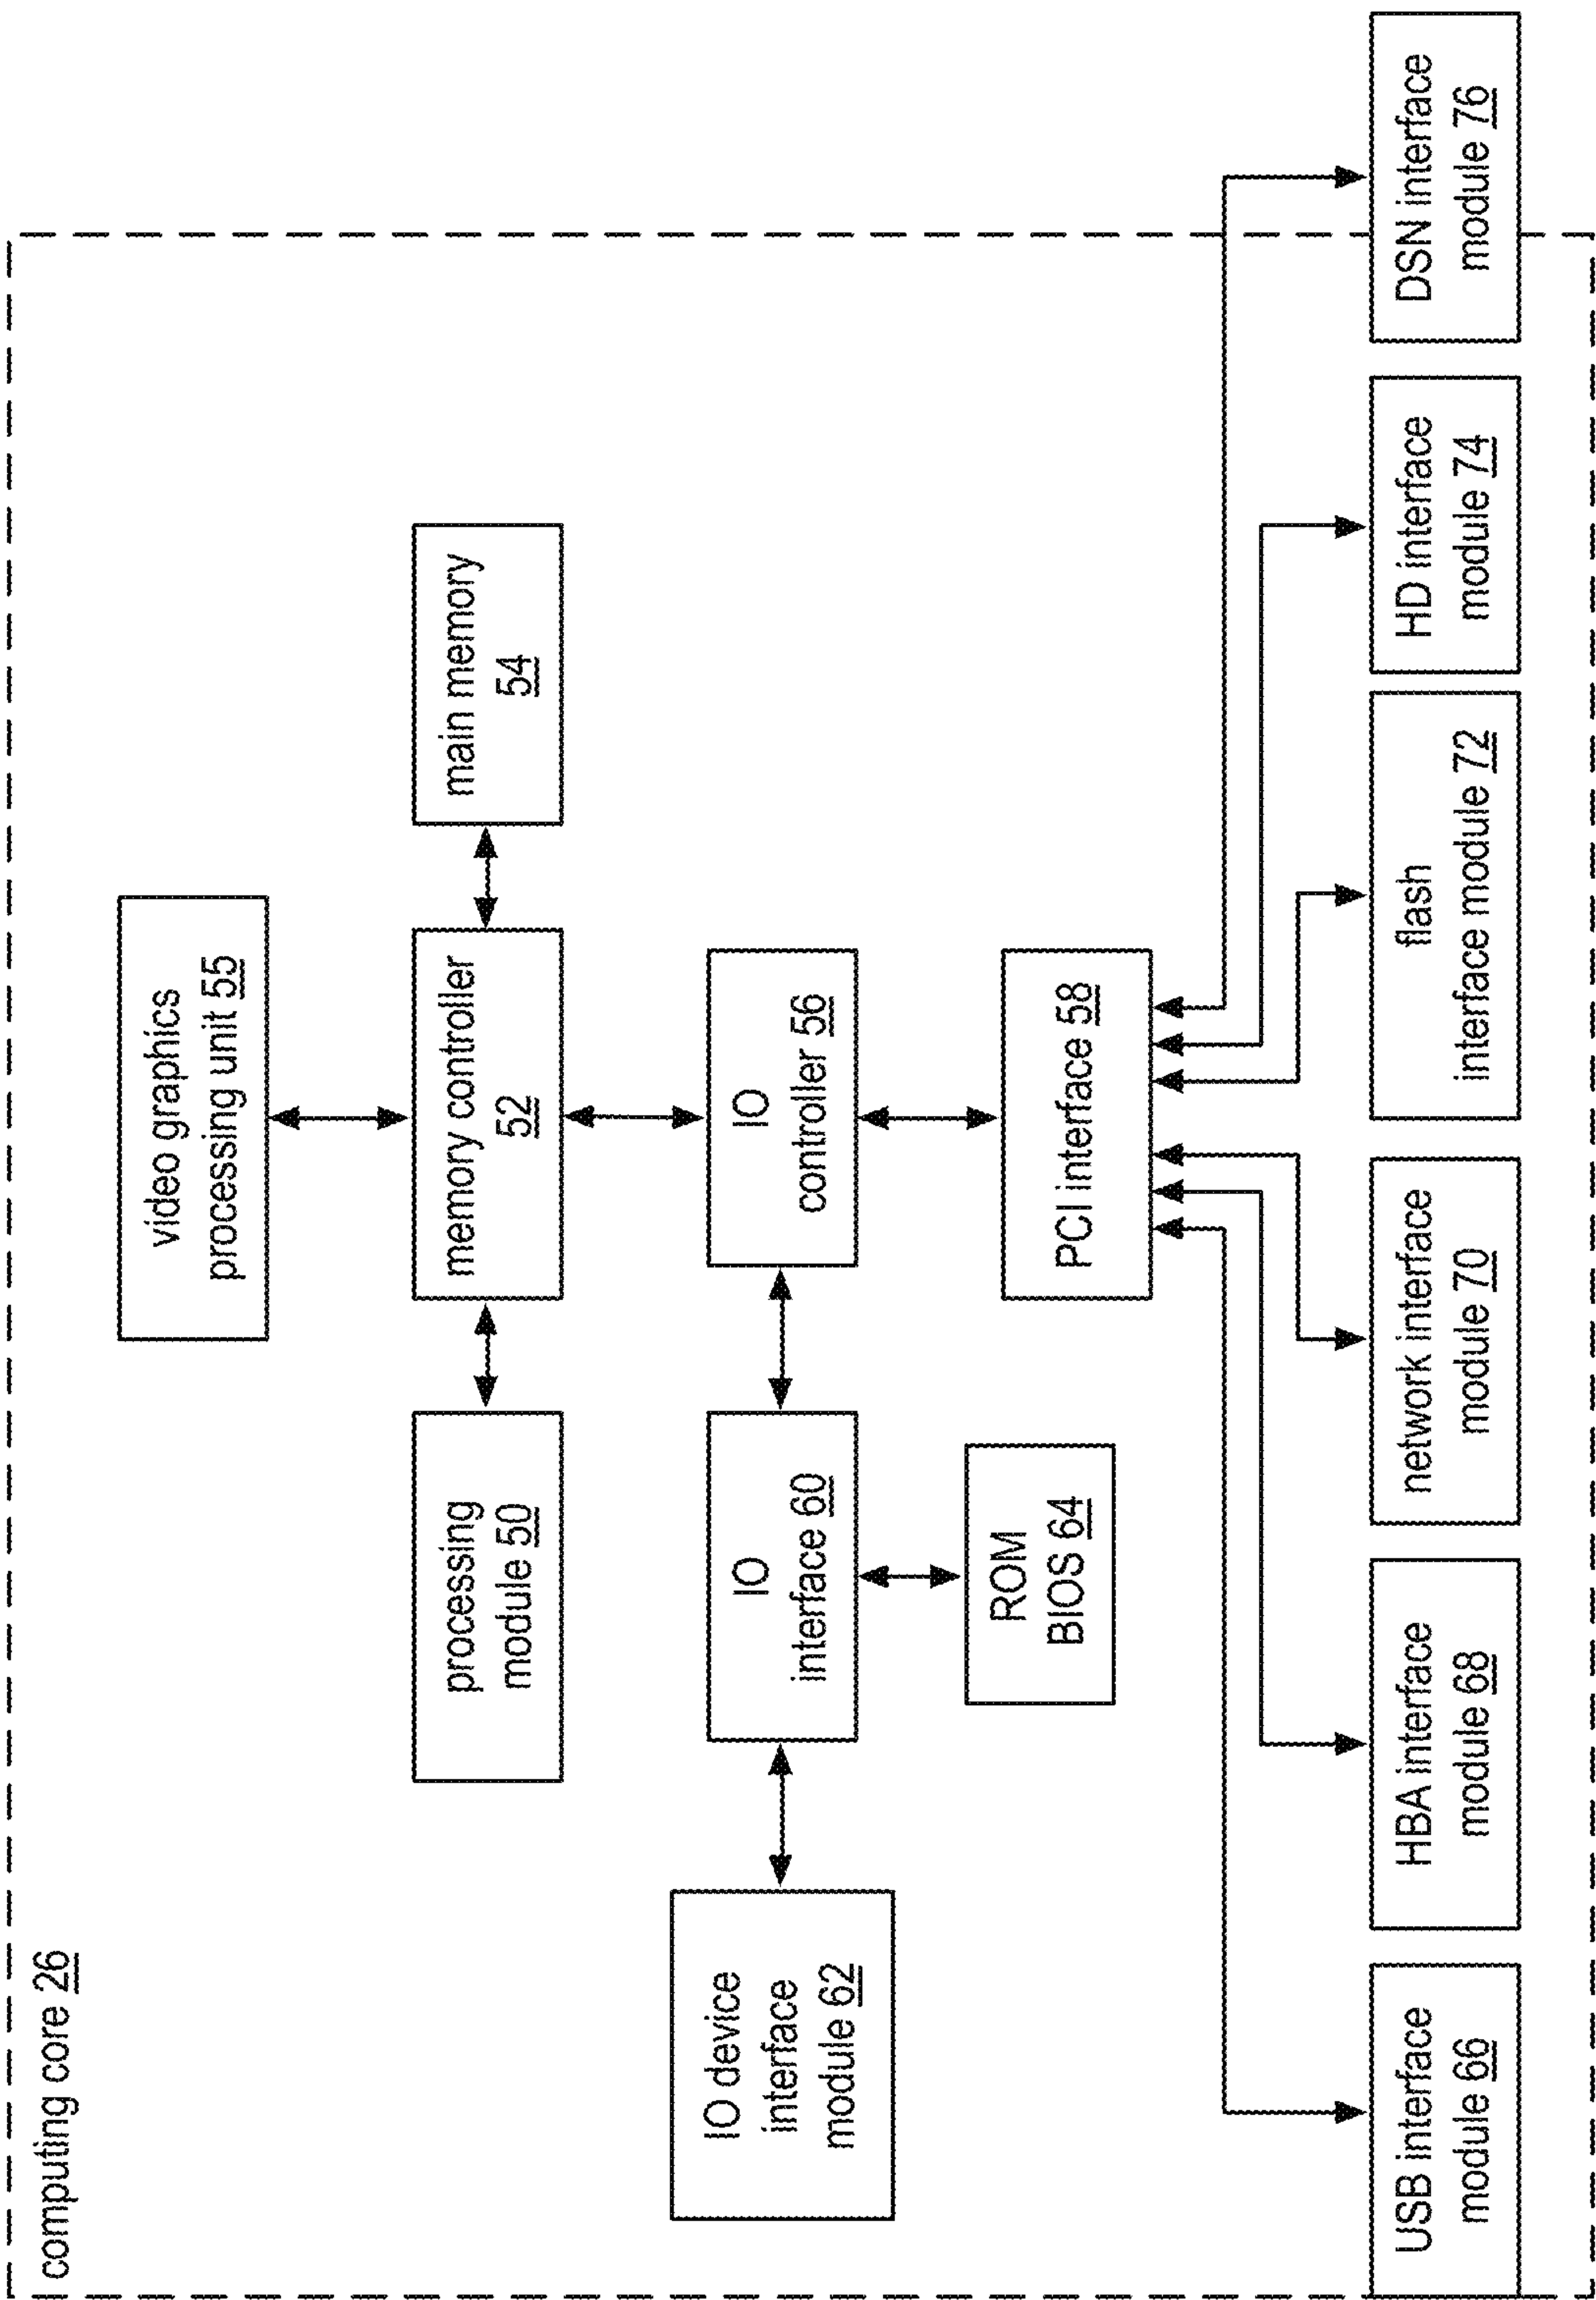 computing core 26
video graphics
processing unit 55
processing
module 50
memory controller
52
main memory
54
IO device
interface
module 62
IO
interface 60
IO
controller 56
ROM
BIOS 64
PCI interface 58
USB interface
module 66
HBA interface
module 68
network interface
module 70
flash
interface module 72
HD interface
module 74
DSN interface
module 76